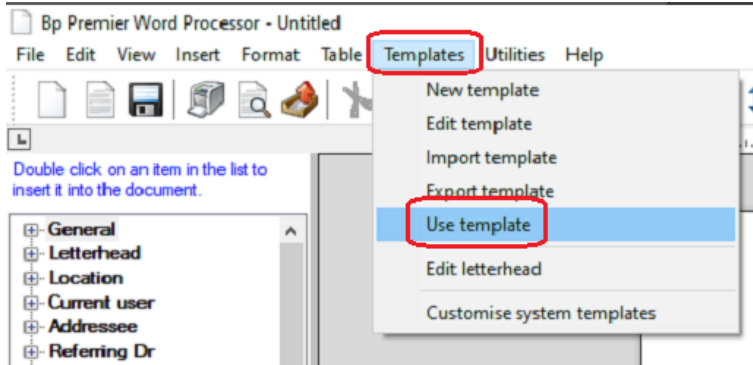 Bp Premier Word Processor - Untitled
File Edit View Insert Format Table Templates Utilities Help
New template
Edit template
Import template
Export template
Use template
Edit letterhead
Customise system templates
L
Double click on an item in the list to
insert it into the document.
General
Letterhead
Location
Current user
Addressee
Referring Dr